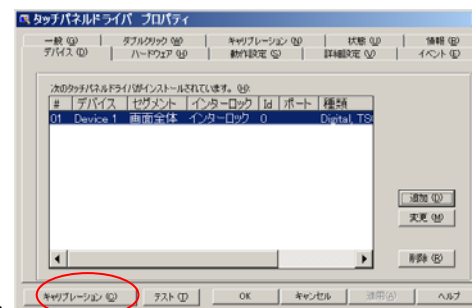 タッチパネルドライバ プロパティ
一般(G) ダブルクリック(W) キャリブレーション(N) 状態(U) 情報(R)
デバイス(D) ハードウェア(H) 動作設定(S) 詳細設定(V) イベント(E)
次のタッチパネルドライバがインストールされています。(L):
# デバイス セグメント インターロック Id ポート 種類
01 Device 1 画面全体 インターロック 0 Digital, TS
追加(D)
変更(M)
削除(R)
キャリブレーション(C) テスト(T) OK キャンセル 適用(A) ヘルプ